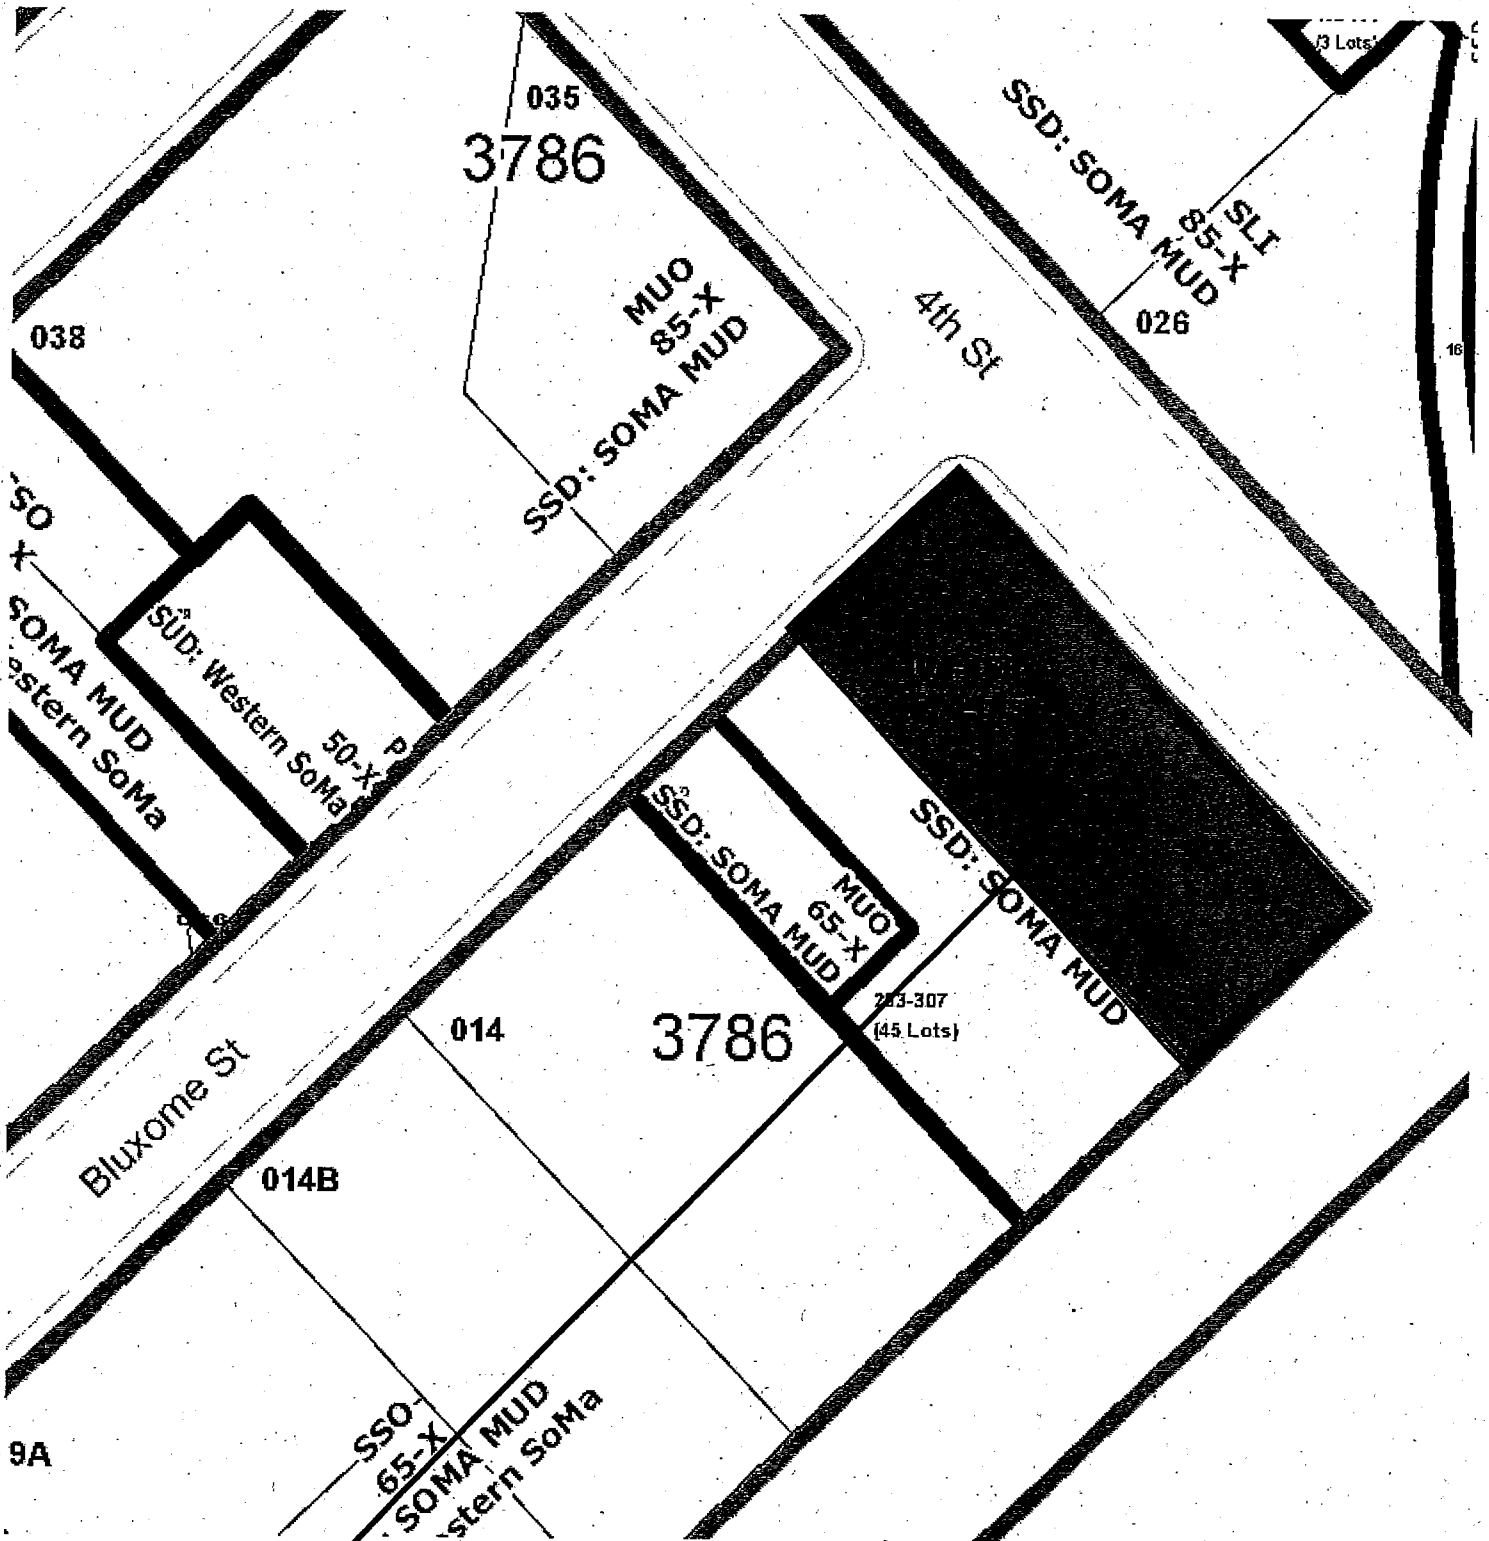 (3 Lots)
035
3786
SSD: SOMA MUD
SLI
85-X
026
16
MUO
85-X
SSD: SOMA MUD
4th St
038
SO
X
SOMA MUD
estern SoMa
SUD: Western SoMa
50-X
P
SSD: SOMA MUD
MUO
65-X
SSD: SOMA MUD
-307
(45 Lots)
014
3786
Bluxome St
014B
SSO
65-X
SOMA MUD
stern SoMa
9A